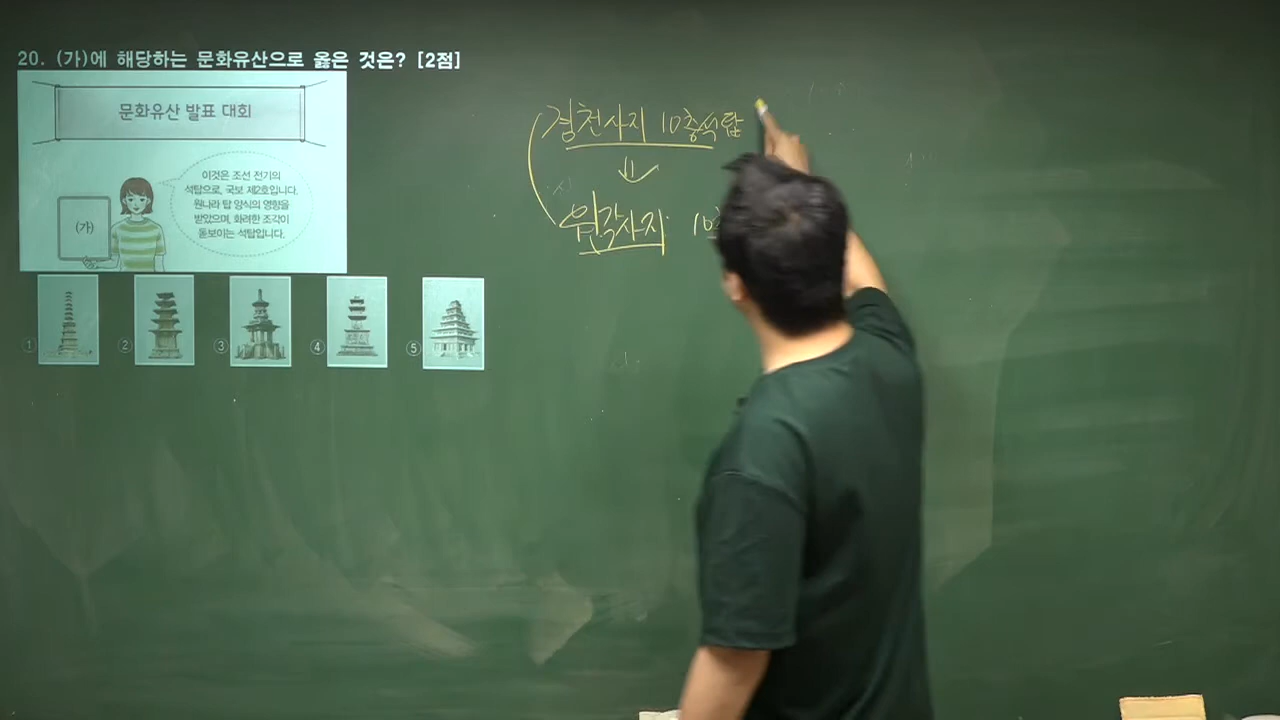 20. (가)에 해당하는 문화유산으로 옳은 것은? [2점]
문화유산 발표 대회
이것은 조선 전기의
석탑으로, 국보 제2호입니다.
원나라 탑 양식의 영향을
받았으며, 화려한 조각이
돋보이는 석탑입니다.
(가)
① ② ③ ④ ⑤
경천사지 10층석탑
원각사지 10층